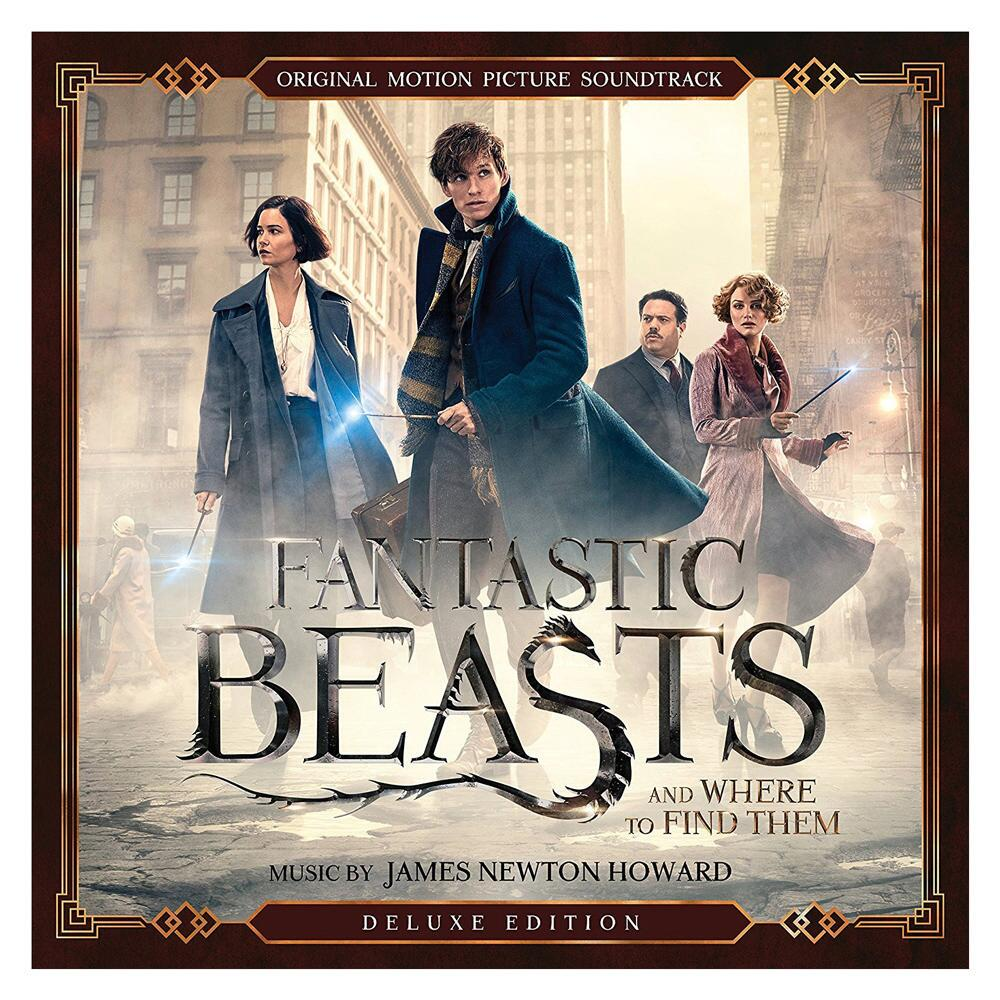 ORIGINAL MOTION PICTURE SOUNDTRACK
FANTASTIC
BEASTS
AND WHERE
TO FIND THEM
MUSIC BY JAMES NEWTON HOWARD
DELUXE EDITION